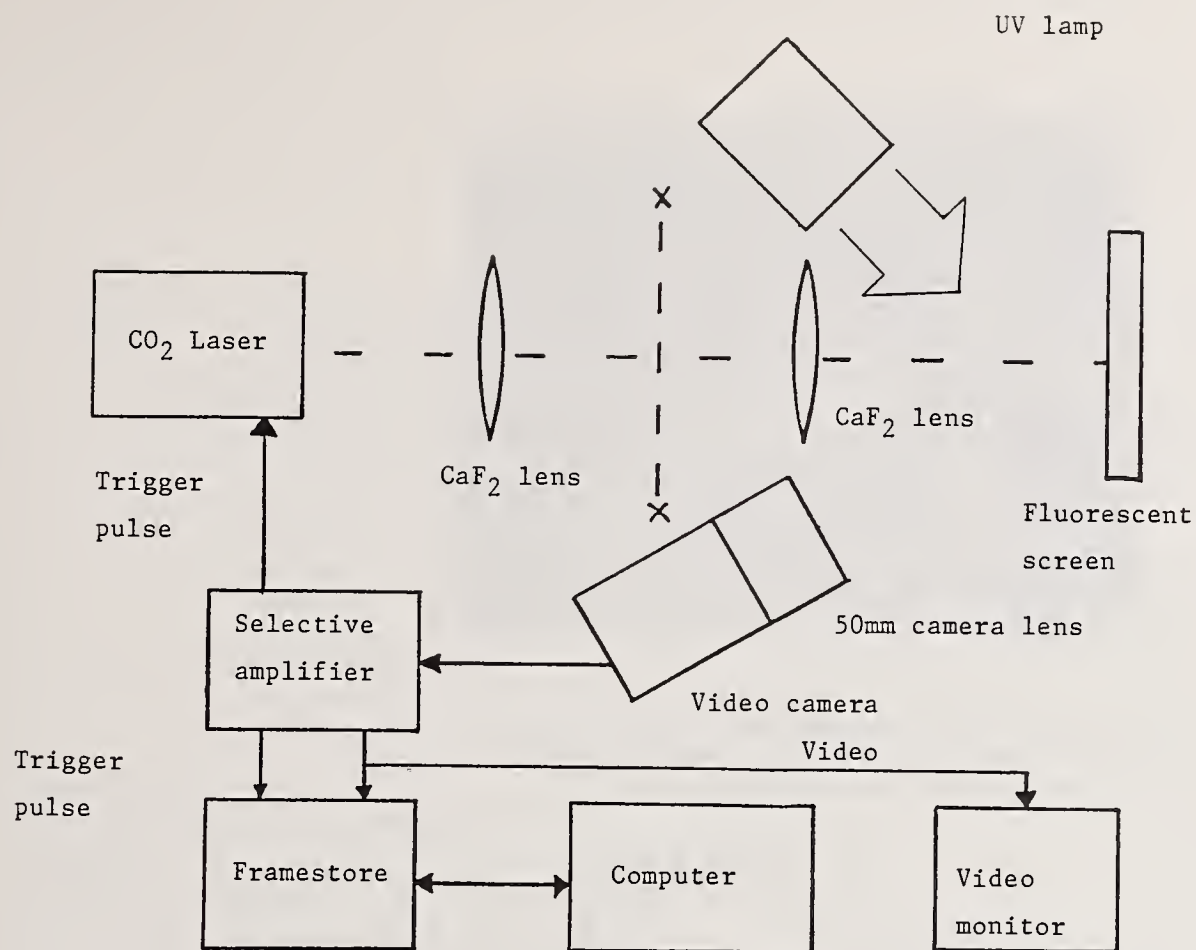 UV lamp
CO₂ Laser
CaF₂ lens
CaF₂ lens
Trigger
pulse
Fluorescent
screen
Selective
amplifier
50mm camera lens
Video camera
Video
Trigger
pulse
Framestore
Computer
Video
monitor